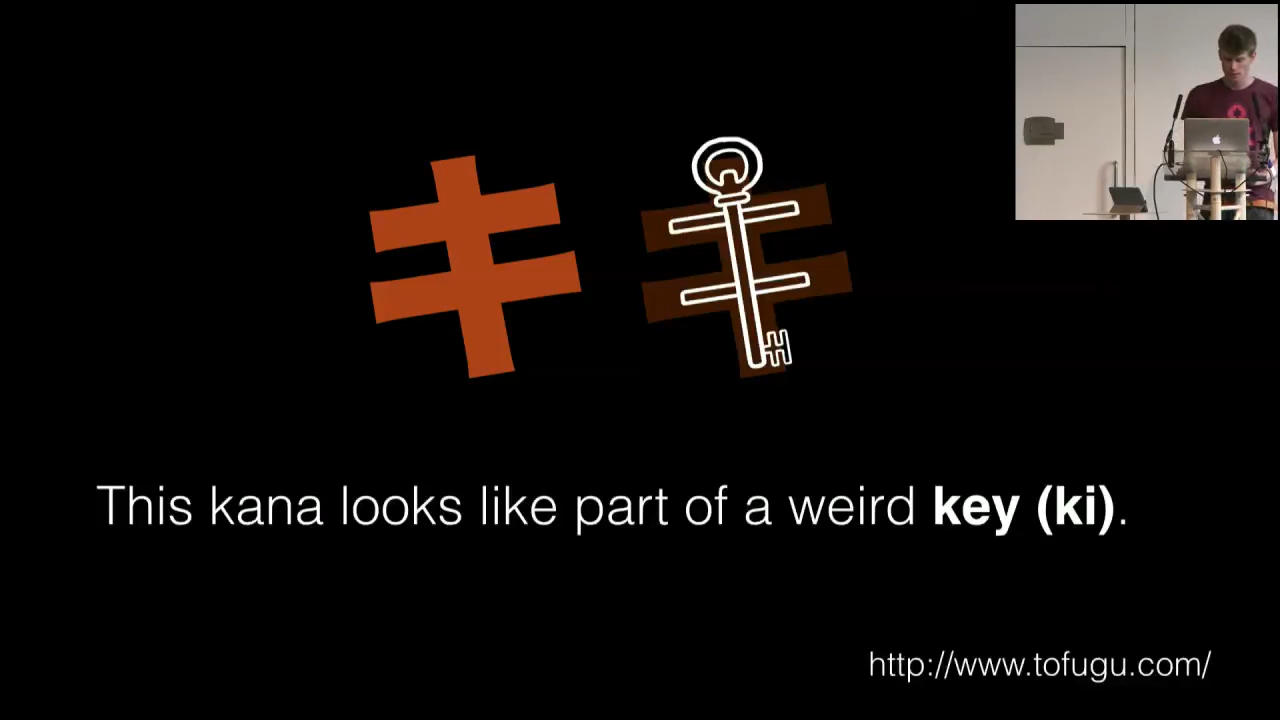 キ
This kana looks like part of a weird key (ki).
http://www.tofugu.com/